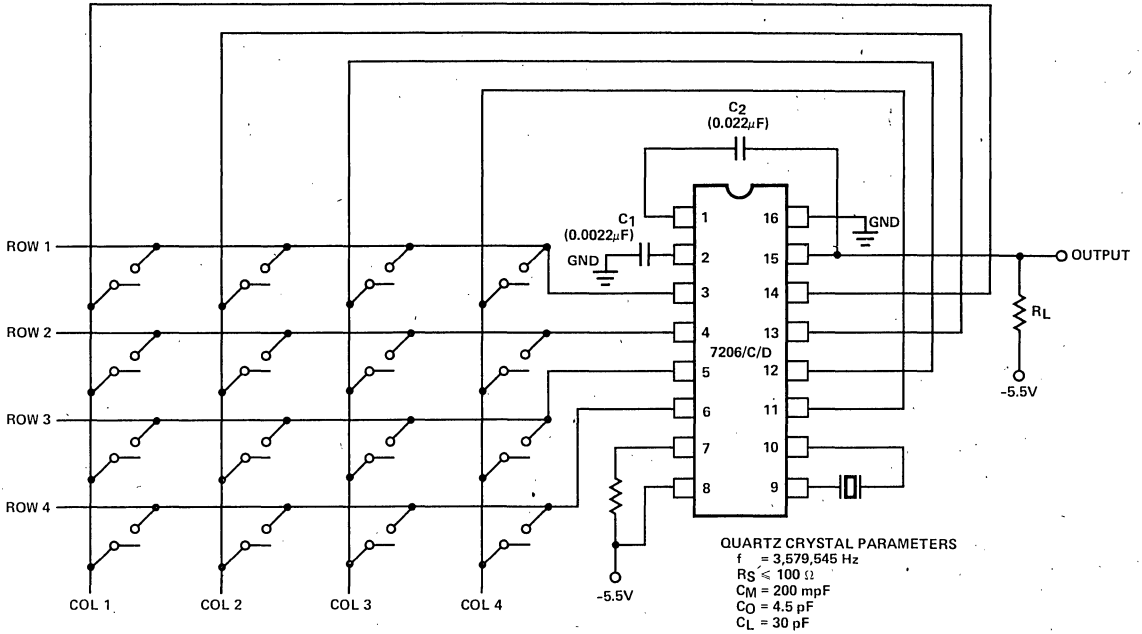 C2
(0.022µF)
C1
(0.0022µF)
GND
GND
1
2
3
4
5
6
7
8
16
15
14
13
12
11
10
9
7206/C/D
OUTPUT
RL
-5.5V
-5.5V
ROW 1
ROW 2
ROW 3
ROW 4
COL 1
COL 2
COL 3
COL 4
QUARTZ CRYSTAL PARAMETERS
f = 3,579,545 Hz
RS ≤ 100 Ω
CM = 200 mpF
CO = 4.5 pF
CL = 30 pF